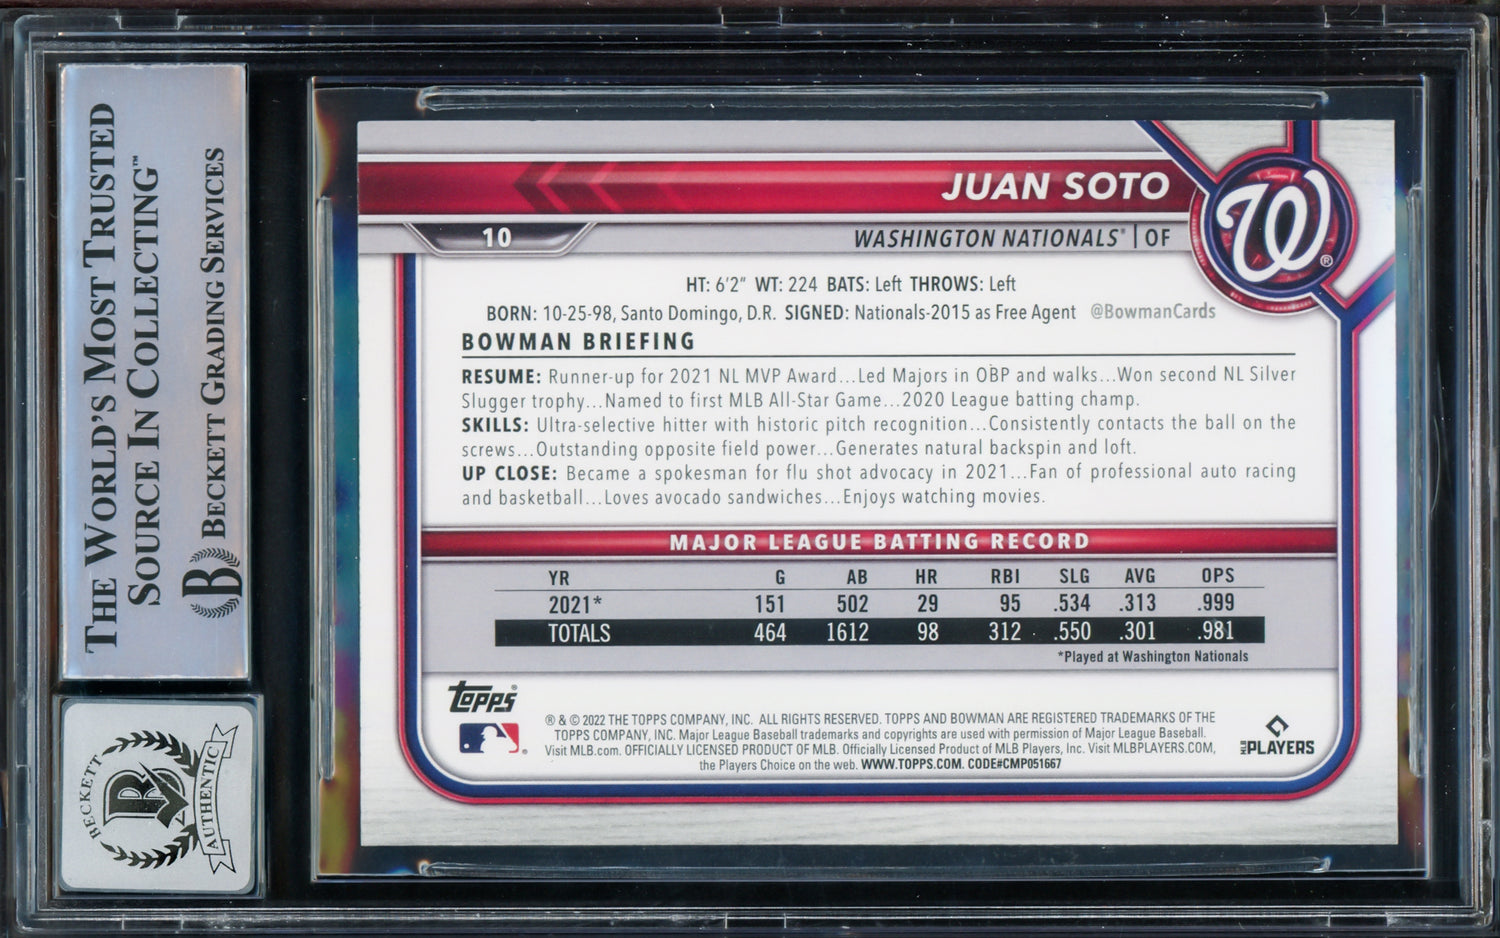 THE WORLD'S MOST TRUSTED
SOURCE IN COLLECTING™
BECKETT GRADING SERVICES
B
BECKETT
B
AUTHENTIC
JUAN SOTO
W®
10
WASHINGTON NATIONALS® | OF
HT: 6'2" WT: 224 BATS: Left THROWS: Left
BORN: 10-25-98, Santo Domingo, D.R. SIGNED: Nationals-2015 as Free Agent @BowmanCards
BOWMAN BRIEFING
RESUME: Runner-up for 2021 NL MVP Award...Led Majors in OBP and walks...Won second NL Silver
Slugger trophy...Named to first MLB All-Star Game...2020 League batting champ.
SKILLS: Ultra-selective hitter with historic pitch recognition...Consistently contacts the ball on the
screws...Outstanding opposite field power...Generates natural backspin and loft.
UP CLOSE: Became a spokesman for flu shot advocacy in 2021...Fan of professional auto racing
and basketball...Loves avocado sandwiches...Enjoys watching movies.
MAJOR LEAGUE BATTING RECORD
YR G AB HR RBI SLG AVG OPS
2021* 151 502 29 95 .534 .313 .999
TOTALS 464 1612 98 312 .550 .301 .981
*Played at Washington Nationals
TOPPS®
® & © 2022 THE TOPPS COMPANY, INC. ALL RIGHTS RESERVED. TOPPS AND BOWMAN ARE REGISTERED TRADEMARKS OF THE
TOPPS COMPANY, INC. Major League Baseball trademarks and copyrights are used with permission of Major League Baseball.
Visit MLB.com. OFFICIALLY LICENSED PRODUCT OF MLB. Officially Licensed Product of MLB Players, Inc. Visit MLBPLAYERS.COM,
the Players Choice on the web. WWW.TOPPS.COM. CODE#CMP051667
MLB PLAYERS